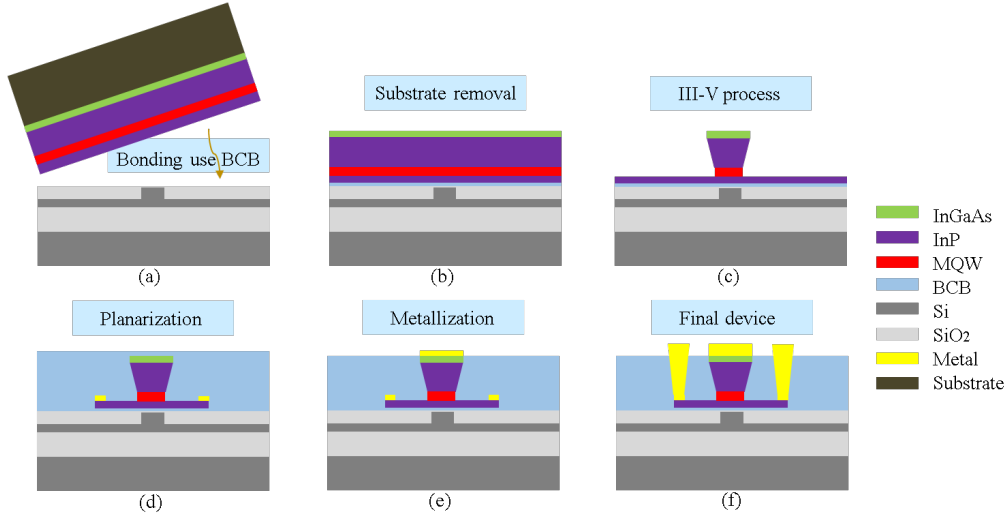 Bonding use BCB
(a)
Substrate removal
(b)
III-V process
(c)
Planarization
(d)
Metallization
(e)
Final device
(f)
InGaAs
InP
MQW
BCB
Si
SiO₂
Metal
Substrate